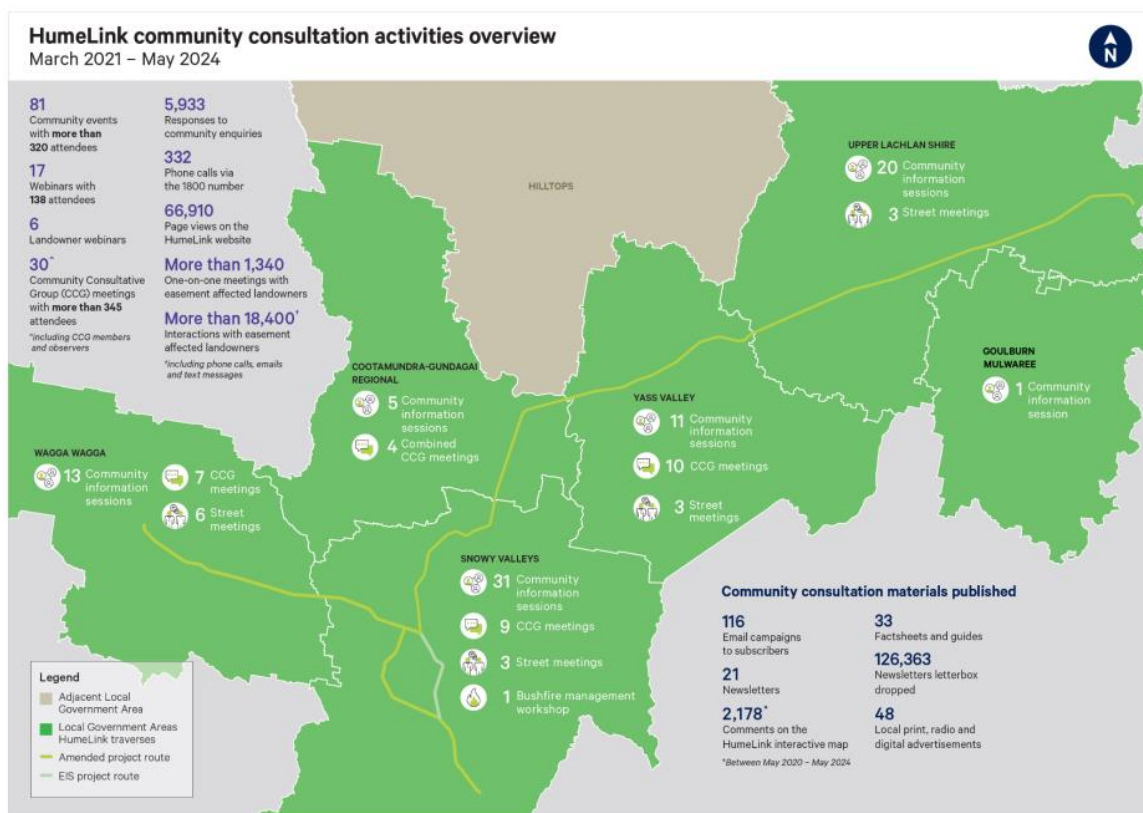 HumeLink community consultation activities overview
March 2021 – May 2024
N
81
Community events
with more than
320 attendees
17
Webinars with
138 attendees
6
Landowner webinars
30^
Community Consultative
Group (CCG) meetings
with more than 345
attendees
^including CCG members
and observers
5,933
Responses to
community enquiries
332
Phone calls via
the 1800 number
66,910
Page views on the
HumeLink website
More than 1,340
One-on-one meetings with
easement affected landowners
More than 18,400*
Interactions with easement
affected landowners
*including phone calls, emails
and text messages
HILLTOPS
UPPER LACHLAN SHIRE
20 Community
information
sessions
3 Street meetings
GOULBURN
MULWAREE
1 Community
information
session
COOTAMUNDRA-GUNDAGAI
REGIONAL
5 Community
information
sessions
4 Combined
CCG meetings
YASS VALLEY
11 Community
information
sessions
10 CCG meetings
3 Street
meetings
WAGGA WAGGA
13 Community
information
sessions
7 CCG
meetings
6 Street
meetings
SNOWY VALLEYS
31 Community
information
sessions
9 CCG meetings
3 Street meetings
1 Bushfire management
workshop
Legend
Adjacent Local
Government Area
Local Government Areas
HumeLink traverses
Amended project route
EIS project route
Community consultation materials published
116
Email campaigns
to subscribers
21
Newsletters
2,178*
Comments on the
HumeLink interactive map
*Between May 2020 – May 2024
33
Factsheets and guides
126,363
Newsletters letterbox
dropped
48
Local print, radio and
digital advertisements